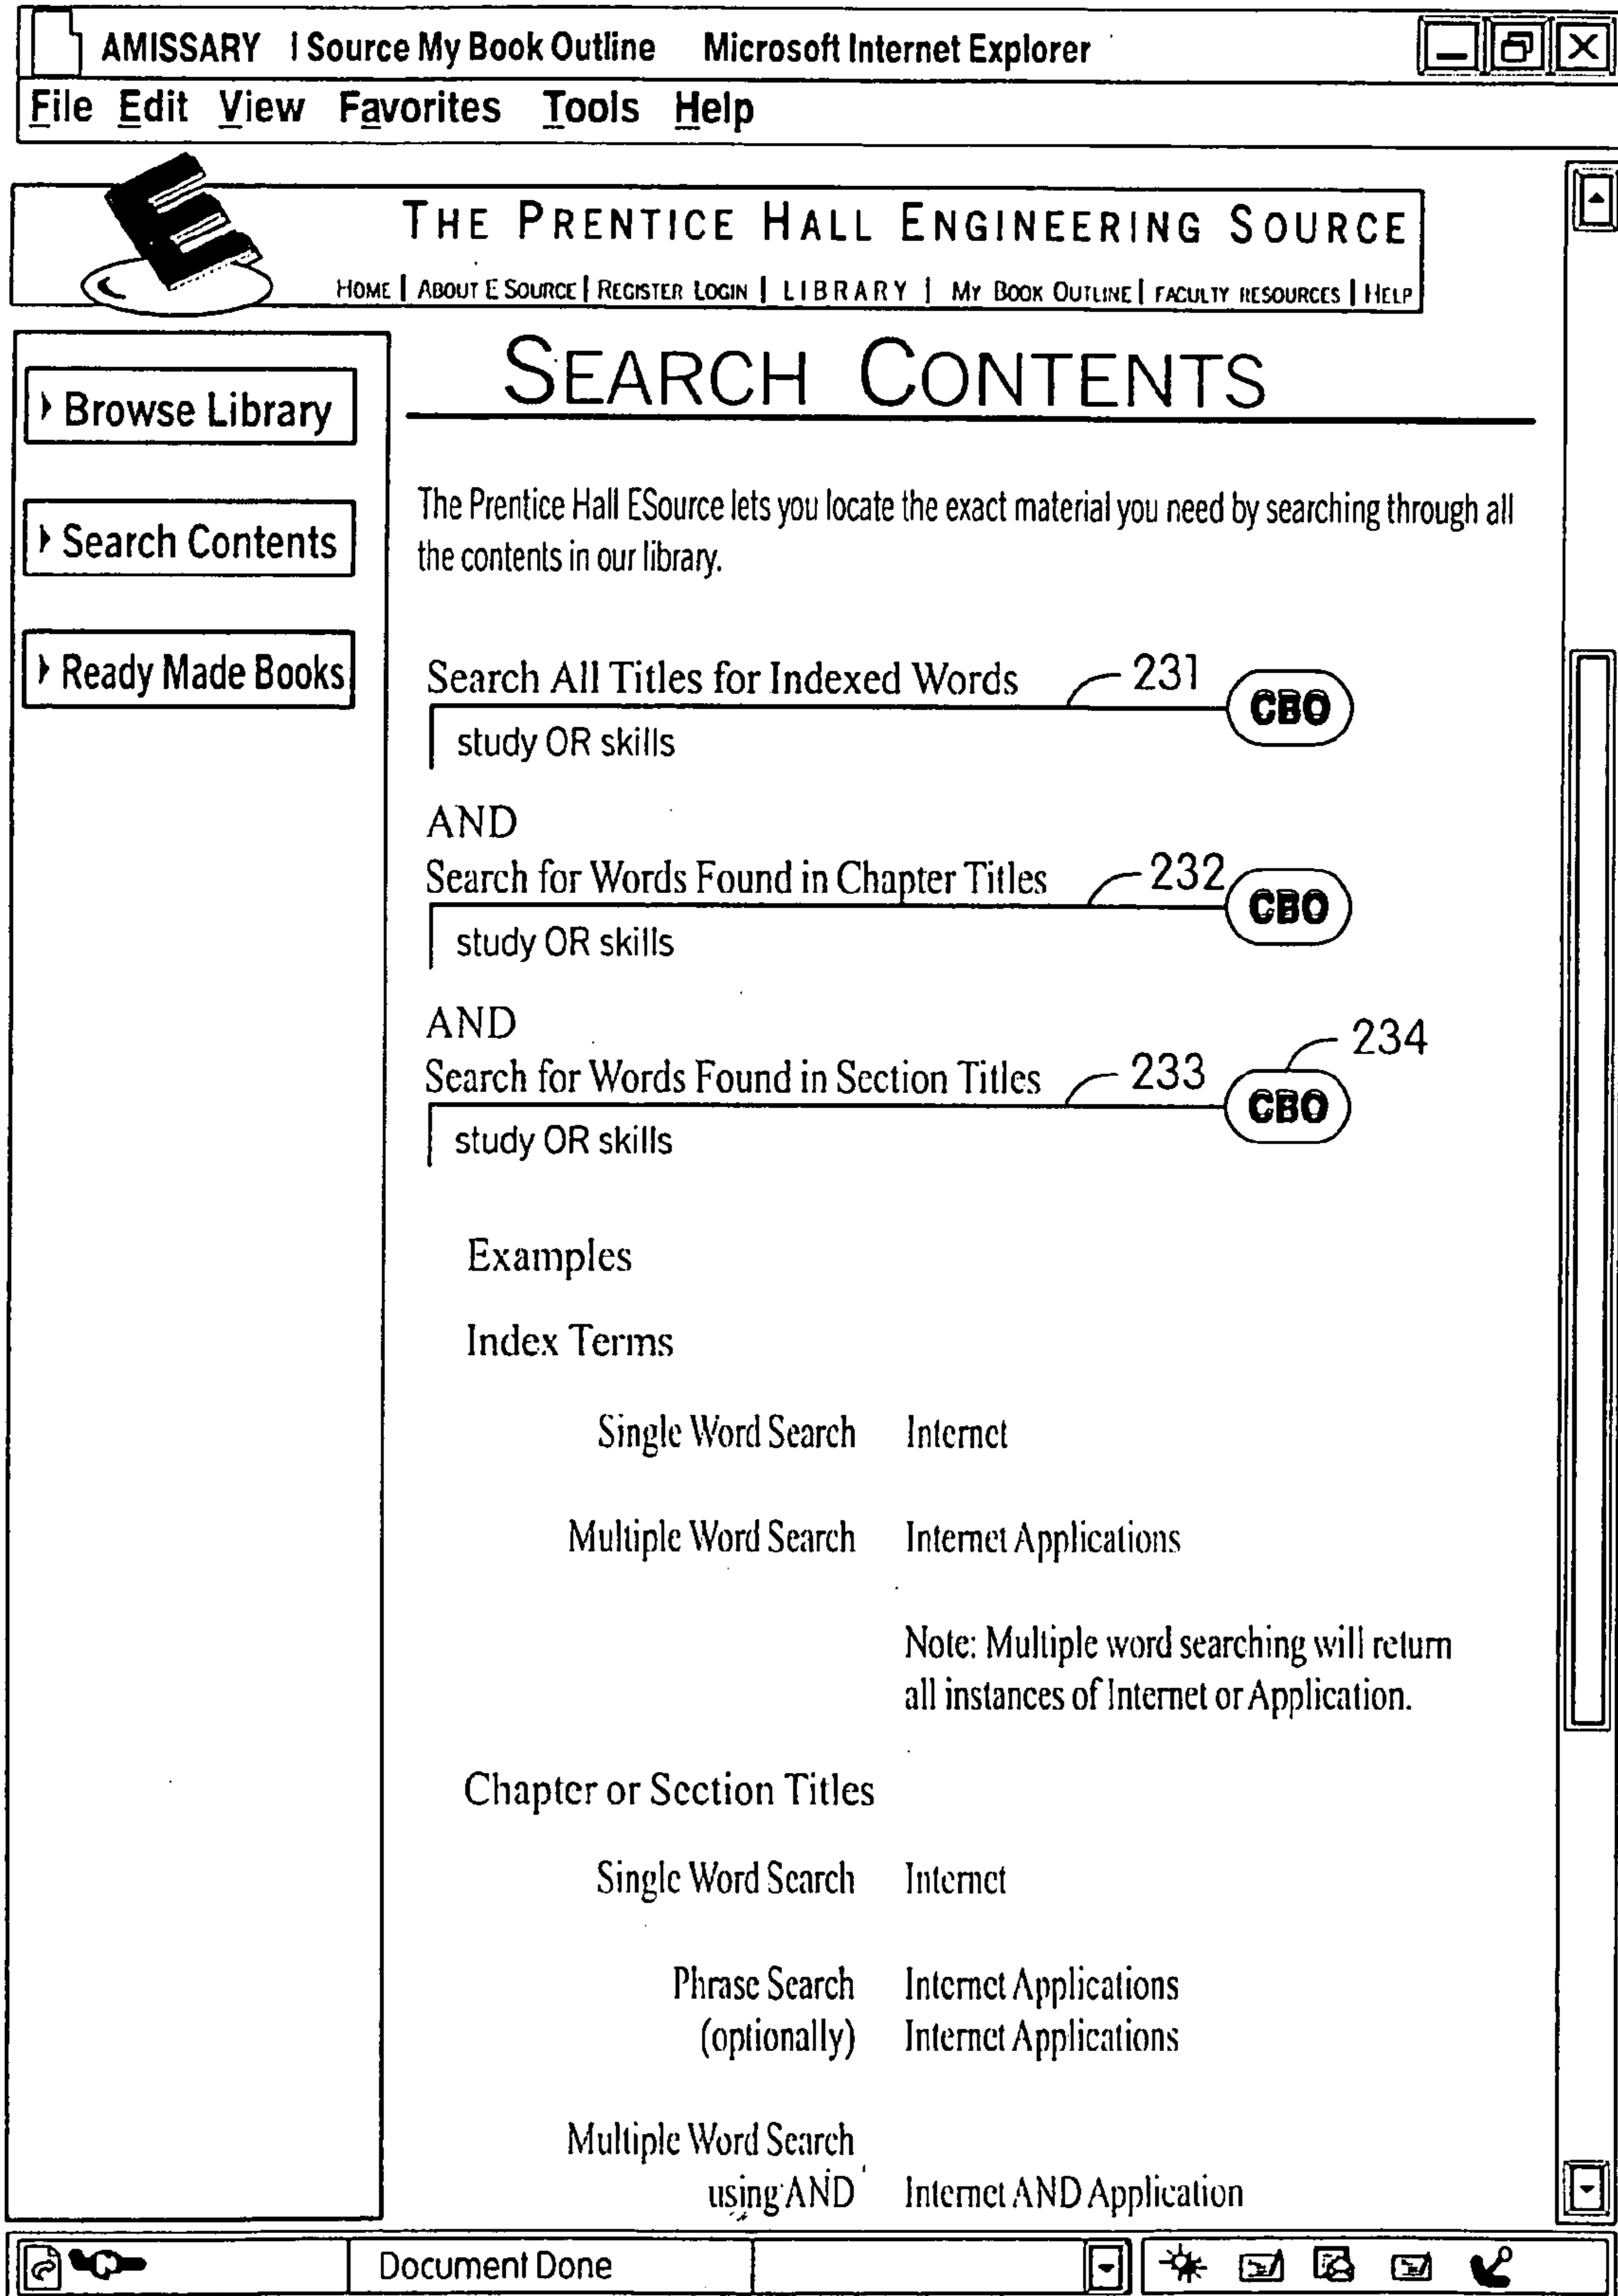 AMISSARY I Source My Book Outline Microsoft Internet Explorer
File Edit View Favorites Tools Help
THE PRENTICE HALL ENGINEERING SOURCE
HOME | ABOUT E SOURCE | REGISTER LOGIN | LIBRARY | MY BOOK OUTLINE | FACULTY RESOURCES | HELP
Browse Library
Search Contents
Ready Made Books
SEARCH CONTENTS
The Prentice Hall ESource lets you locate the exact material you need by searching through all
the contents in our library.
Search All Titles for Indexed Words 231 CBO
study OR skills
AND
Search for Words Found in Chapter Titles 232 CBO
study OR skills
AND
234
Search for Words Found in Section Titles 233 CBO
study OR skills
Examples
Index Terms
Single Word Search Internet
Multiple Word Search Internet Applications
Note: Multiple word searching will return
all instances of Internet or Application.
Chapter or Section Titles
Single Word Search Internet
Phrase Search Internet Applications
(optionally) Internet Applications
Multiple Word Search
using AND Internet AND Application
Document Done